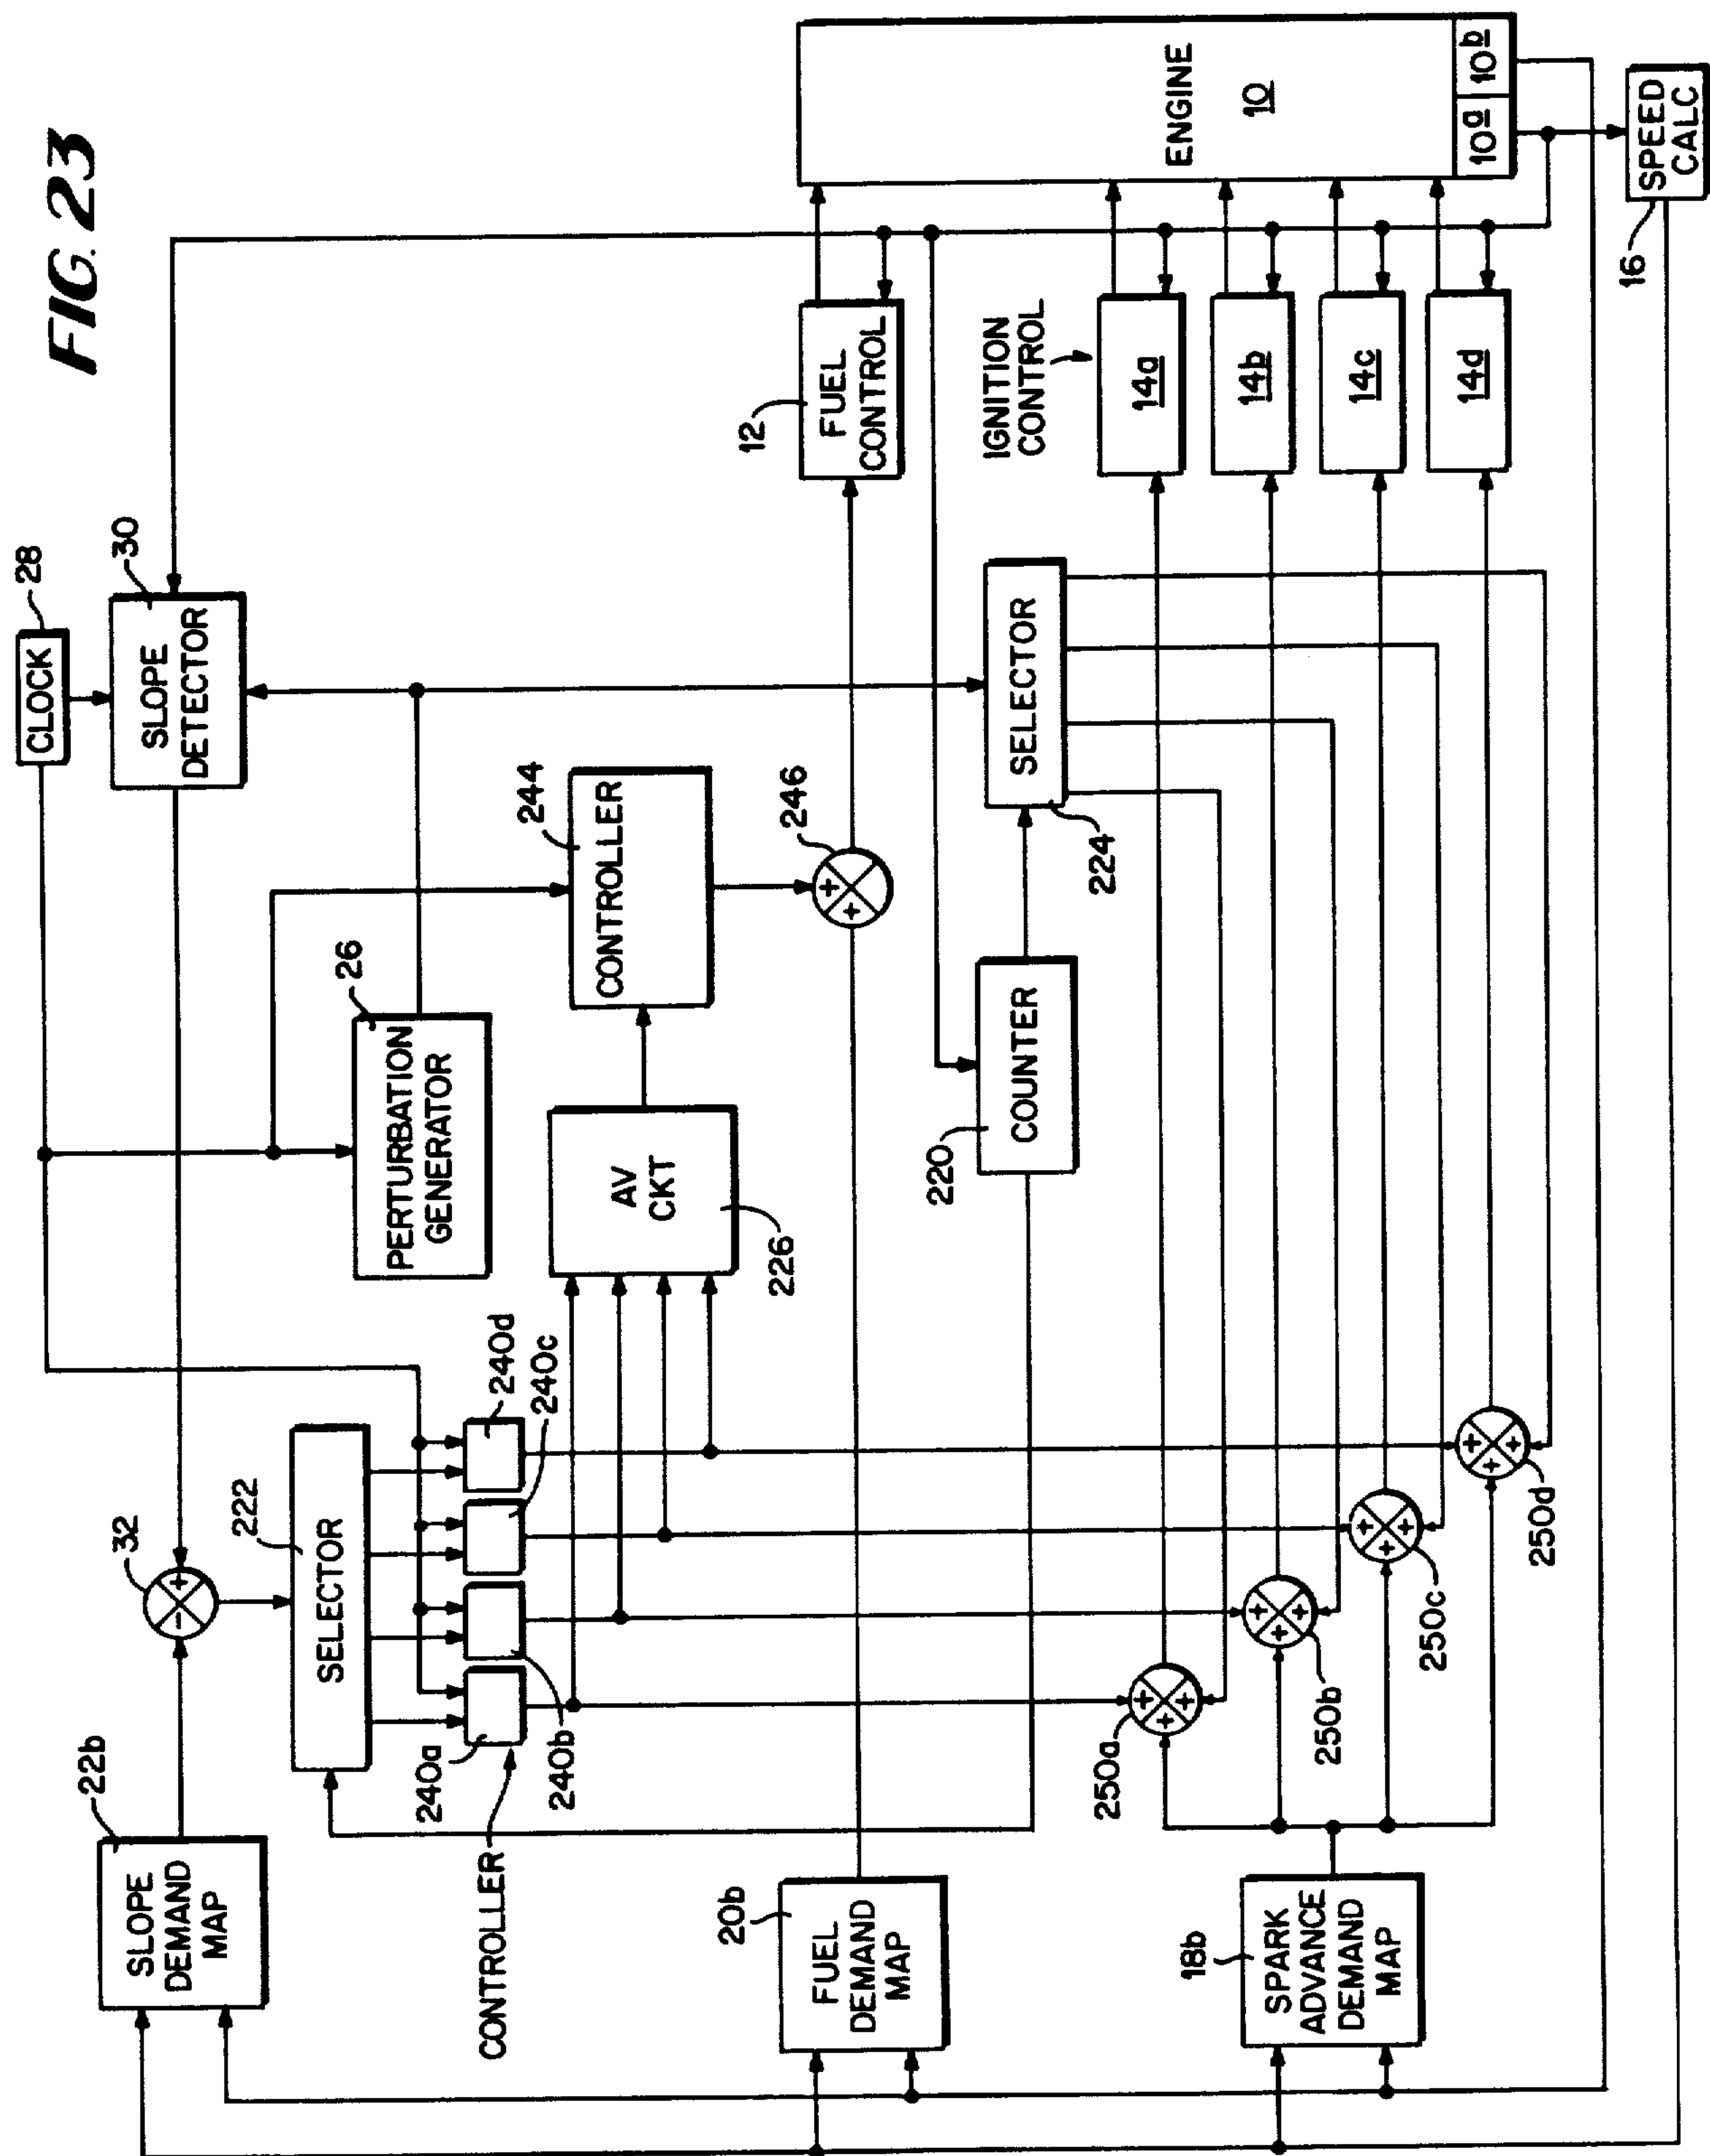 FIG. 23
28
CLOCK
30
SLOPE
DETECTOR
32
+
-
22b
SLOPE
DEMAND
MAP
222
SELECTOR
26
PERTURBATION
GENERATOR
240a
240b
240c
240d
CONTROLLER
AV
CKT
226
244
CONTROLLER
246
+
+
12
FUEL
CONTROL
20b
FUEL
DEMAND
MAP
220
COUNTER
224
SELECTOR
IGNITION
CONTROL
14a
14b
14c
14d
ENGINE
10
10a
10b
16
SPEED
CALC
18b
SPARK
ADVANCE
DEMAND
MAP
250a
+
+
+
250b
+
+
+
250c
+
+
+
250d
+
+
+